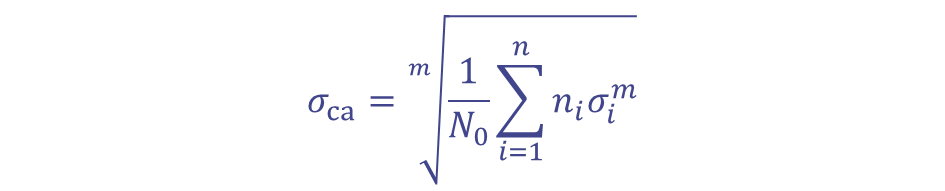 σ_ca = \sqrt[m]{\frac{1}{N_0} \sum_{i=1}^{n} n_i σ_i^m}